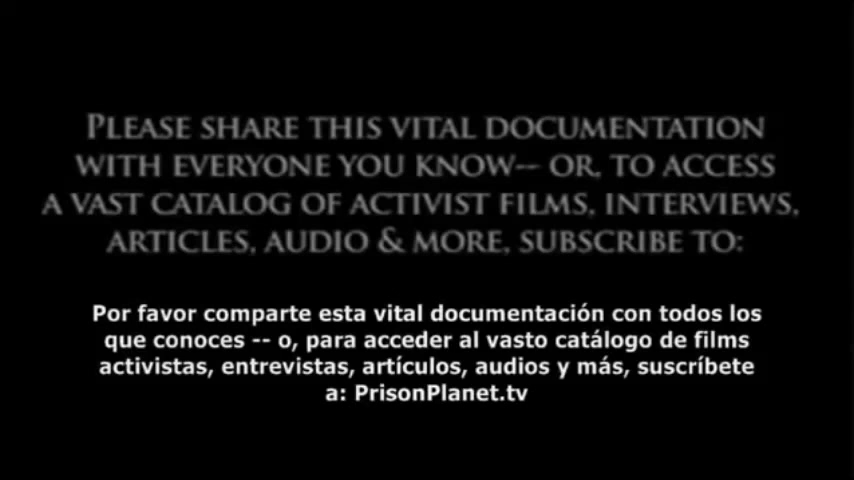 PLEASE SHARE THIS VITAL DOCUMENTATION
WITH EVERYONE YOU KNOW-- OR, TO ACCESS
A VAST CATALOG OF ACTIVIST FILMS, INTERVIEWS,
ARTICLES, AUDIO & MORE, SUBSCRIBE TO:
Por favor comparte esta vital documentación con todos los
que conoces -- o, para acceder al vasto catálogo de films
activistas, entrevistas, artículos, audios y más, suscríbete
a: PrisonPlanet.tv